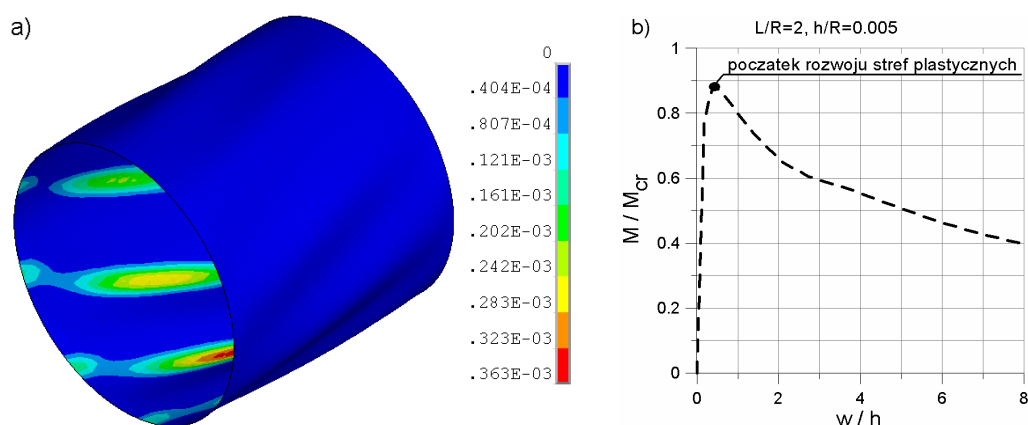 a)
0
.404E-04
.807E-04
.121E-03
.161E-03
.202E-03
.242E-03
.283E-03
.323E-03
.363E-03
b)
L/R=2, h/R=0.005
początek rozwoju stref plastycznych
1
0.8
0.6
0.4
0.2
0
M / Mcr
0 2 4 6 8
w / h